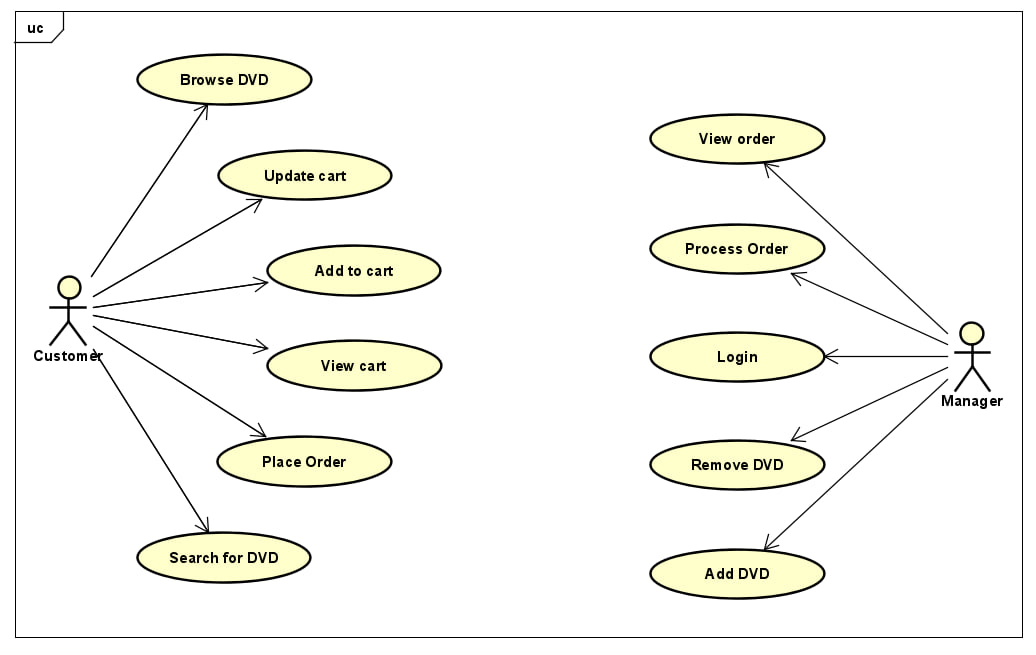 uc
Browse DVD
Update cart
Add to cart
View cart
Place Order
Search for DVD
Customer
View order
Process Order
Login
Remove DVD
Add DVD
Manager